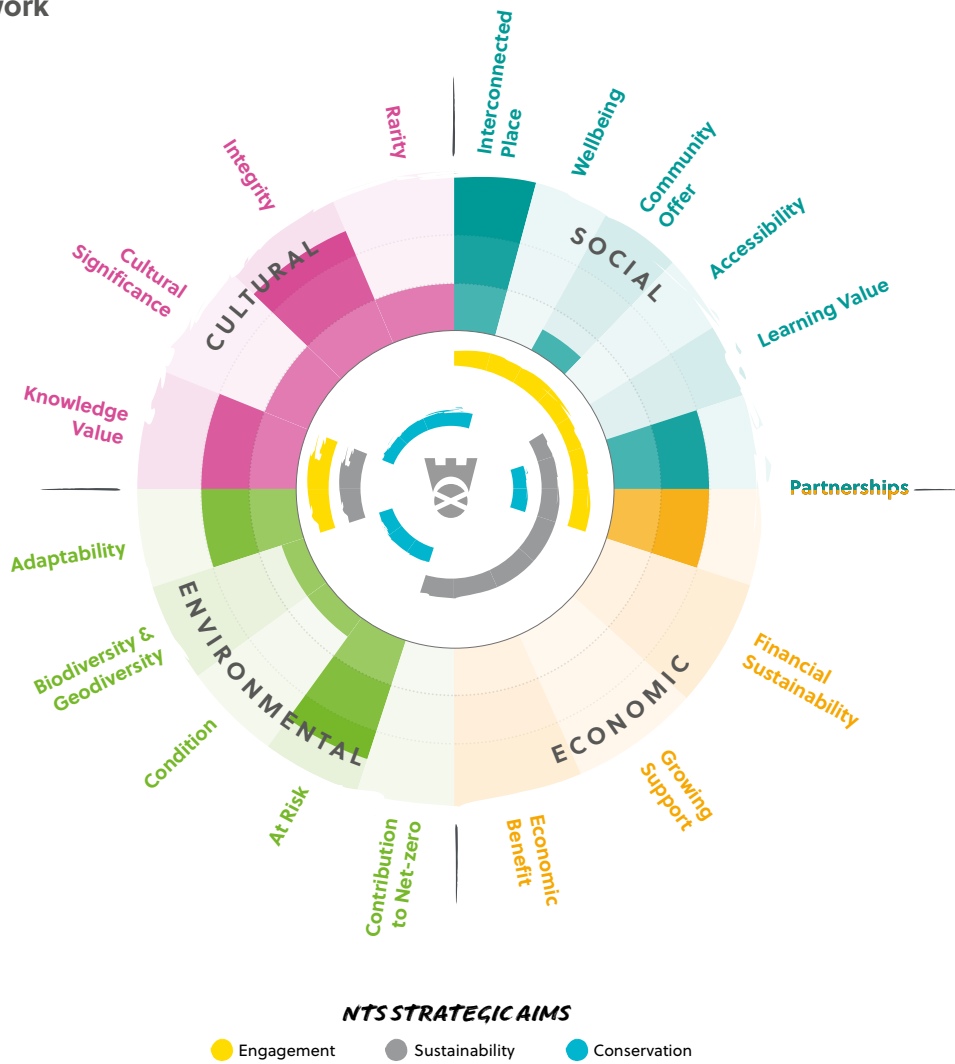 Interconnected
Place
Wellbeing
Community
Offer
Accessibility
Learning Value
Partnerships
Financial
Sustainability
Growing
Support
Economic
Benefit
Contribution
to Net-zero
At Risk
Condition
Biodiversity &
Geodiversity
Adaptability
Knowledge
Value
Cultural
Significance
Integrity
Rarity
CULTURAL
SOCIAL
ENVIRONMENTAL
ECONOMIC
NTS STRATEGIC AIMS
Engagement
Sustainability
Conservation